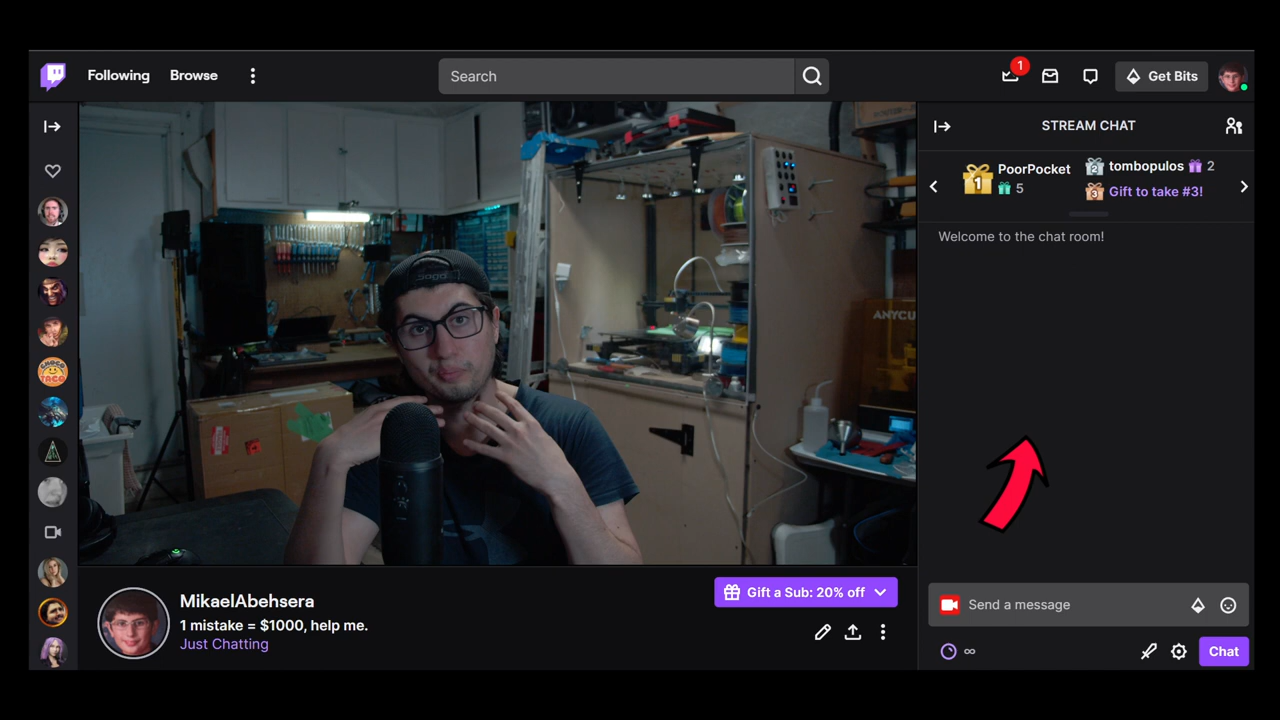 Following
Browse
Search
1
Get Bits
STREAM CHAT
1
PoorPocket
5
2
tombopulos
2
3
Gift to take #3!
Welcome to the chat room!
ANYCU
MikaelAbehsera
1 mistake = $1000, help me.
Just Chatting
Gift a Sub: 20% off
Send a message
∞
Chat